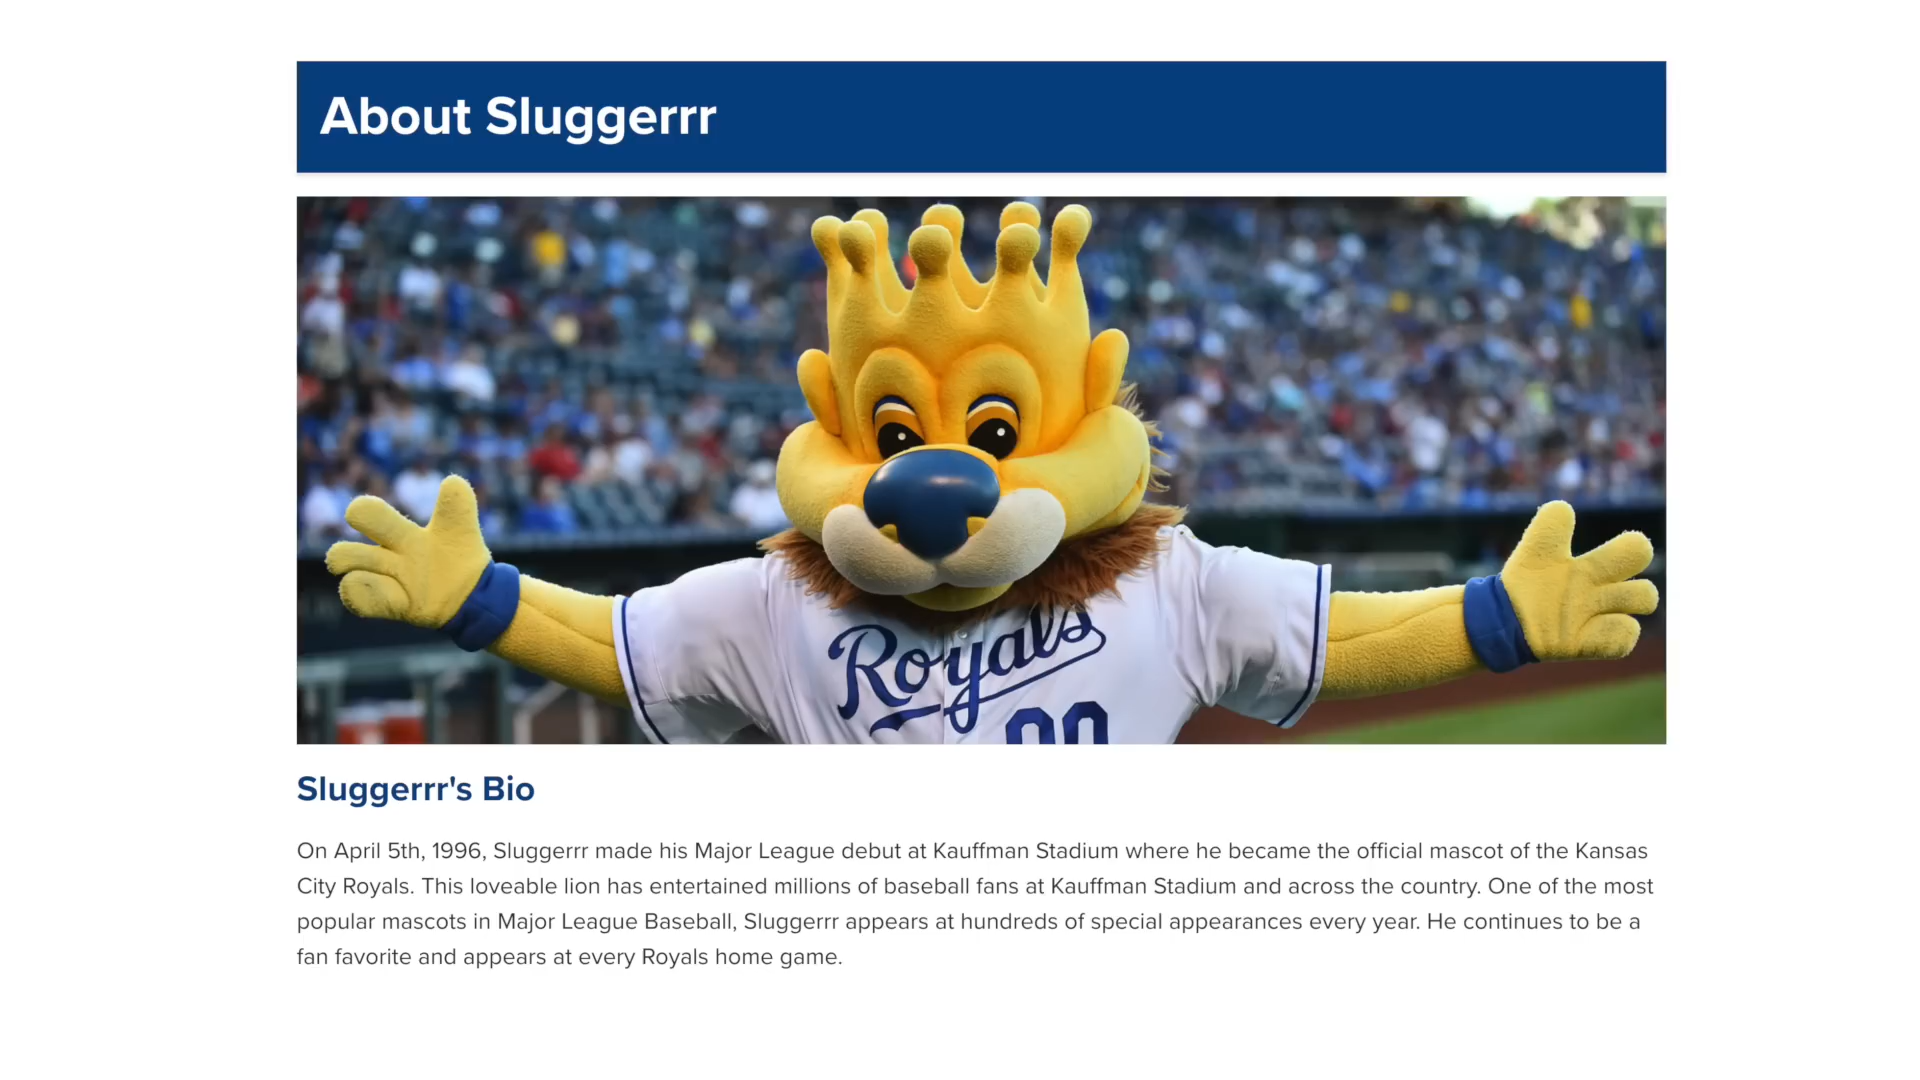 About Sluggerrr
Royals
00
Sluggerrr's Bio
On April 5th, 1996, Sluggerrr made his Major League debut at Kauffman Stadium where he became the official mascot of the Kansas
City Royals. This loveable lion has entertained millions of baseball fans at Kauffman Stadium and across the country. One of the most
popular mascots in Major League Baseball, Sluggerrr appears at hundreds of special appearances every year. He continues to be a
fan favorite and appears at every Royals home game.